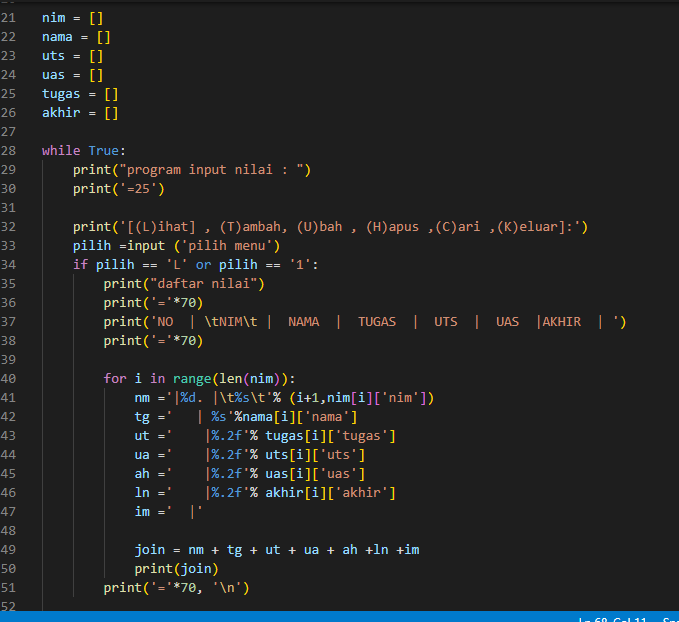 21 nim = []
22 nama = []
23 uts = []
24 uas = []
25 tugas = []
26 akhir = []
27
28 while True:
29     print("program input nilai : ")
30     print('=25')
31
32     print('[(L)ihat] , (T)ambah, (U)bah , (H)apus ,(C)ari ,(K)eluar]:')
33     pilih =input ('pilih menu')
34     if pilih == 'L' or pilih == '1':
35         print("daftar nilai")
36         print('='*70)
37         print('NO  | \tNIM\t |  NAMA  |  TUGAS  |  UTS  |  UAS  |AKHIR  | ')
38         print('='*70)
39
40         for i in range(len(nim)):
41             nm ='|%d. |\t%s\t'% (i+1,nim[i]['nim'])
42             tg ='   | %s'%nama[i]['nama']
43             ut ='    |%.2f'% tugas[i]['tugas']
44             ua ='    |%.2f'% uts[i]['uts']
45             ah ='    |%.2f'% uas[i]['uas']
46             ln ='    |%.2f'% akhir[i]['akhir']
47             im ='  |'
48
49             join = nm + tg + ut + ua + ah +ln +im
50             print(join)
51         print('='*70, '\n')
52